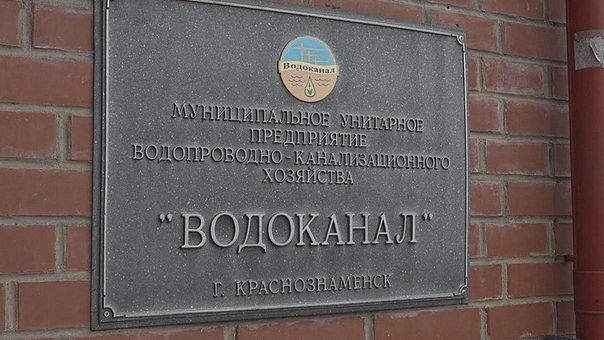 Водоканал
МУНИЦИПАЛЬНОЕ УНИТАРНОЕ
ПРЕДПРИЯТИЕ
ВОДОПРОВОДНО-КАНАЛИЗАЦИОННОГО
ХОЗЯЙСТВА
"ВОДОКАНАЛ"
Г. КРАСНОЗНАМЕНСК